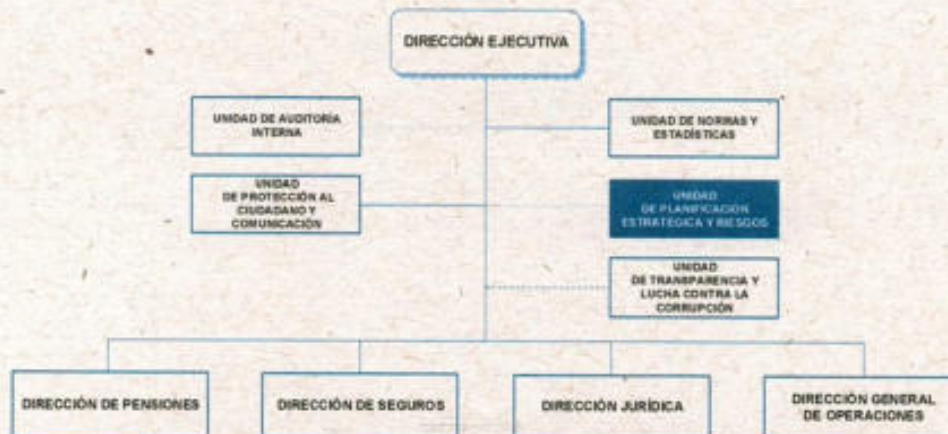 DIRECCIÓN EJECUTIVA
UNIDAD DE AUDITORÍA
INTERNA
UNIDAD DE NORMAS Y
ESTADÍSTICAS
UNIDAD
DE PROTECCIÓN AL
CIUDADANO Y
COMUNICACIÓN
UNIDAD
DE PLANIFICACIÓN
ESTRATÉGICA Y RIESGOS
UNIDAD
DE TRANSPARENCIA Y
LUCHA CONTRA LA
CORRUPCIÓN
DIRECCIÓN DE PENSIONES
DIRECCIÓN DE SEGUROS
DIRECCIÓN JURÍDICA
DIRECCIÓN GENERAL
DE OPERACIONES